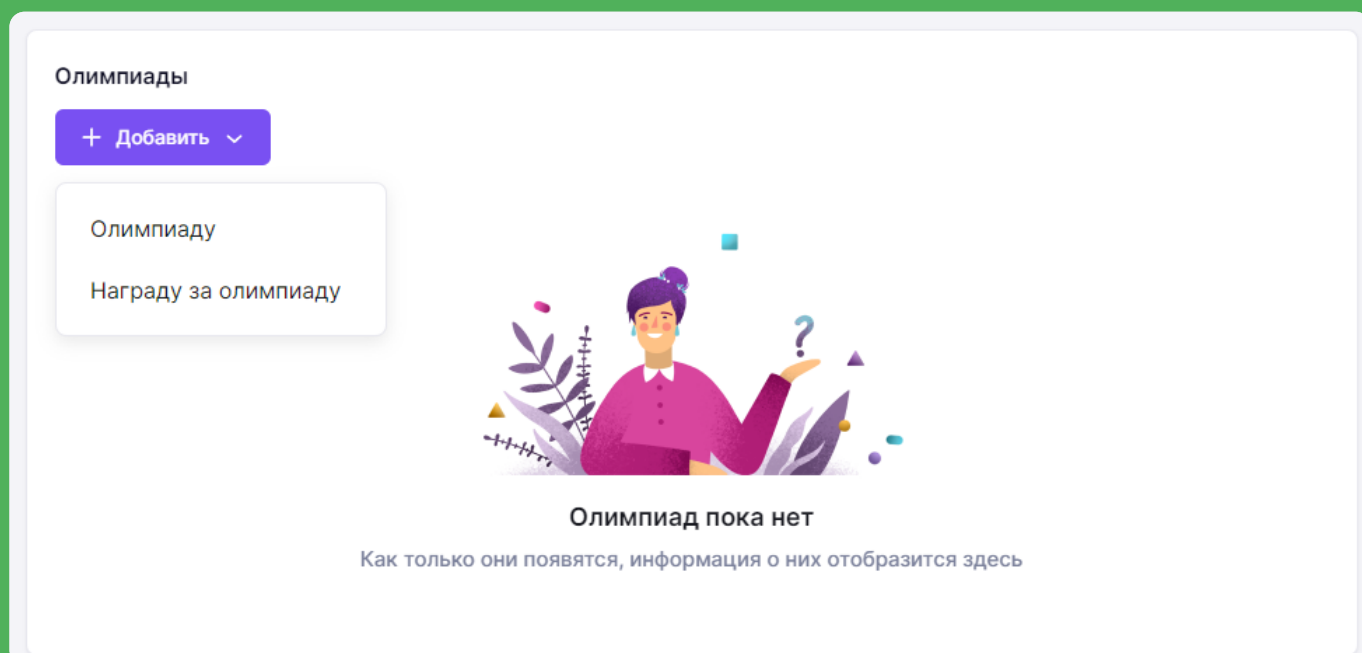 Олимпиады
+ Добавить
Олимпиаду
Награду за олимпиаду
?
Олимпиад пока нет
Как только они появятся, информация о них отобразится здесь